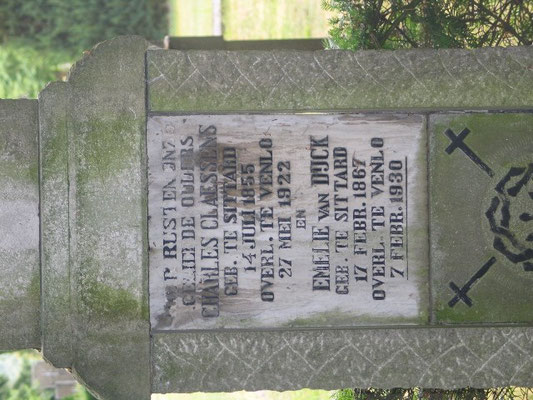 HIER RUSTEN ONZE
GELIEFDE OUDERS
CHARLES CLAESSENS
GEB. TE SITTARD
14 JULI 1855
OVERL. TE VENLO
27 MEI 1922
EN
EMELIE VAN DIJCK
GEB. TE SITTARD
17 FEBR. 1867
OVERL. TE VENLO
7 FEBR. 1930